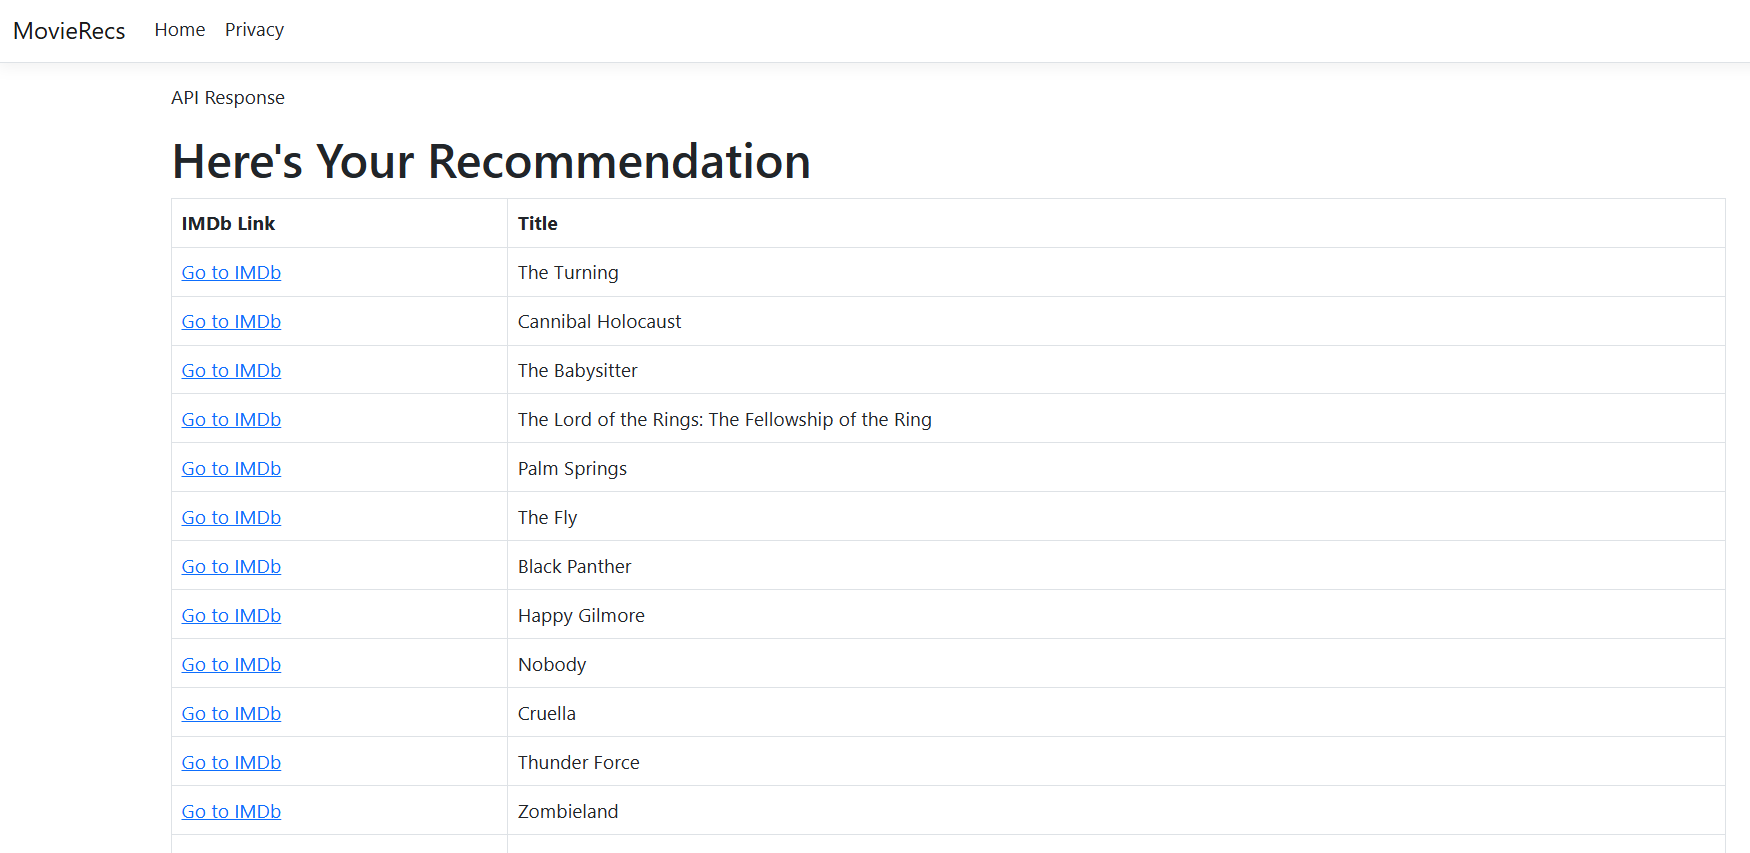 MovieRecs Home Privacy
API Response
Here's Your Recommendation
IMDb Link Title
Go to IMDb The Turning
Go to IMDb Cannibal Holocaust
Go to IMDb The Babysitter
Go to IMDb The Lord of the Rings: The Fellowship of the Ring
Go to IMDb Palm Springs
Go to IMDb The Fly
Go to IMDb Black Panther
Go to IMDb Happy Gilmore
Go to IMDb Nobody
Go to IMDb Cruella
Go to IMDb Thunder Force
Go to IMDb Zombieland